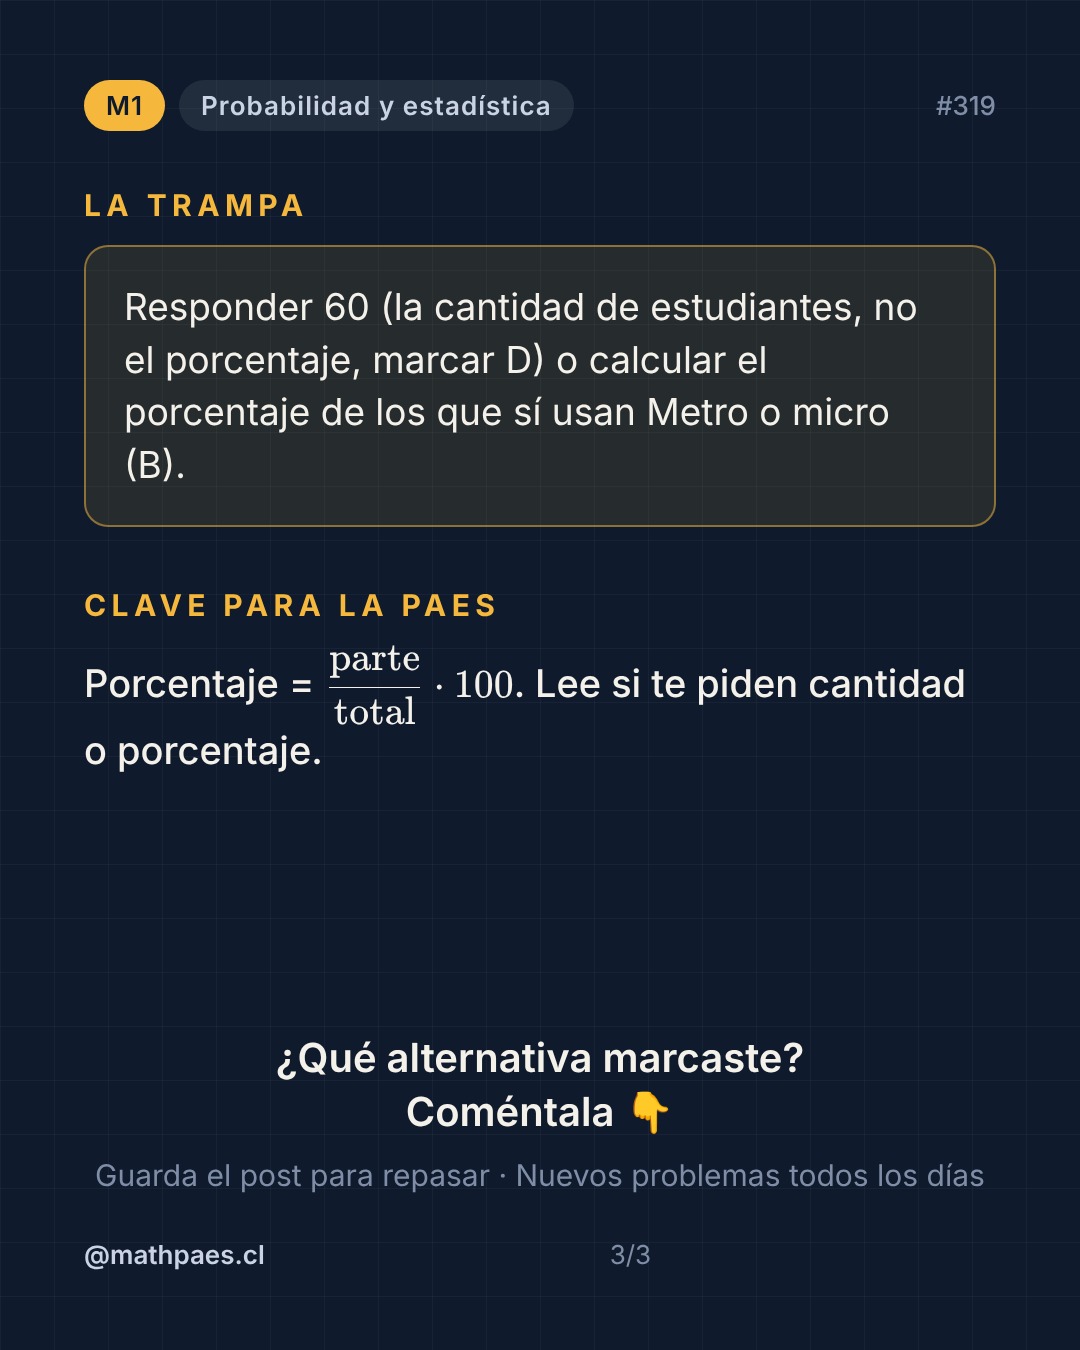 M1 Probabilidad y estadística #319
LA TRAMPA
Responder 60 (la cantidad de estudiantes, no
el porcentaje, marcar D) o calcular el
porcentaje de los que sí usan Metro o micro
(B).
CLAVE PARA LA PAES
Porcentaje = parte/total · 100. Lee si te piden cantidad
o porcentaje.
¿Qué alternativa marcaste?
Coméntala 👇
Guarda el post para repasar · Nuevos problemas todos los días
@mathpaes.cl 3/3